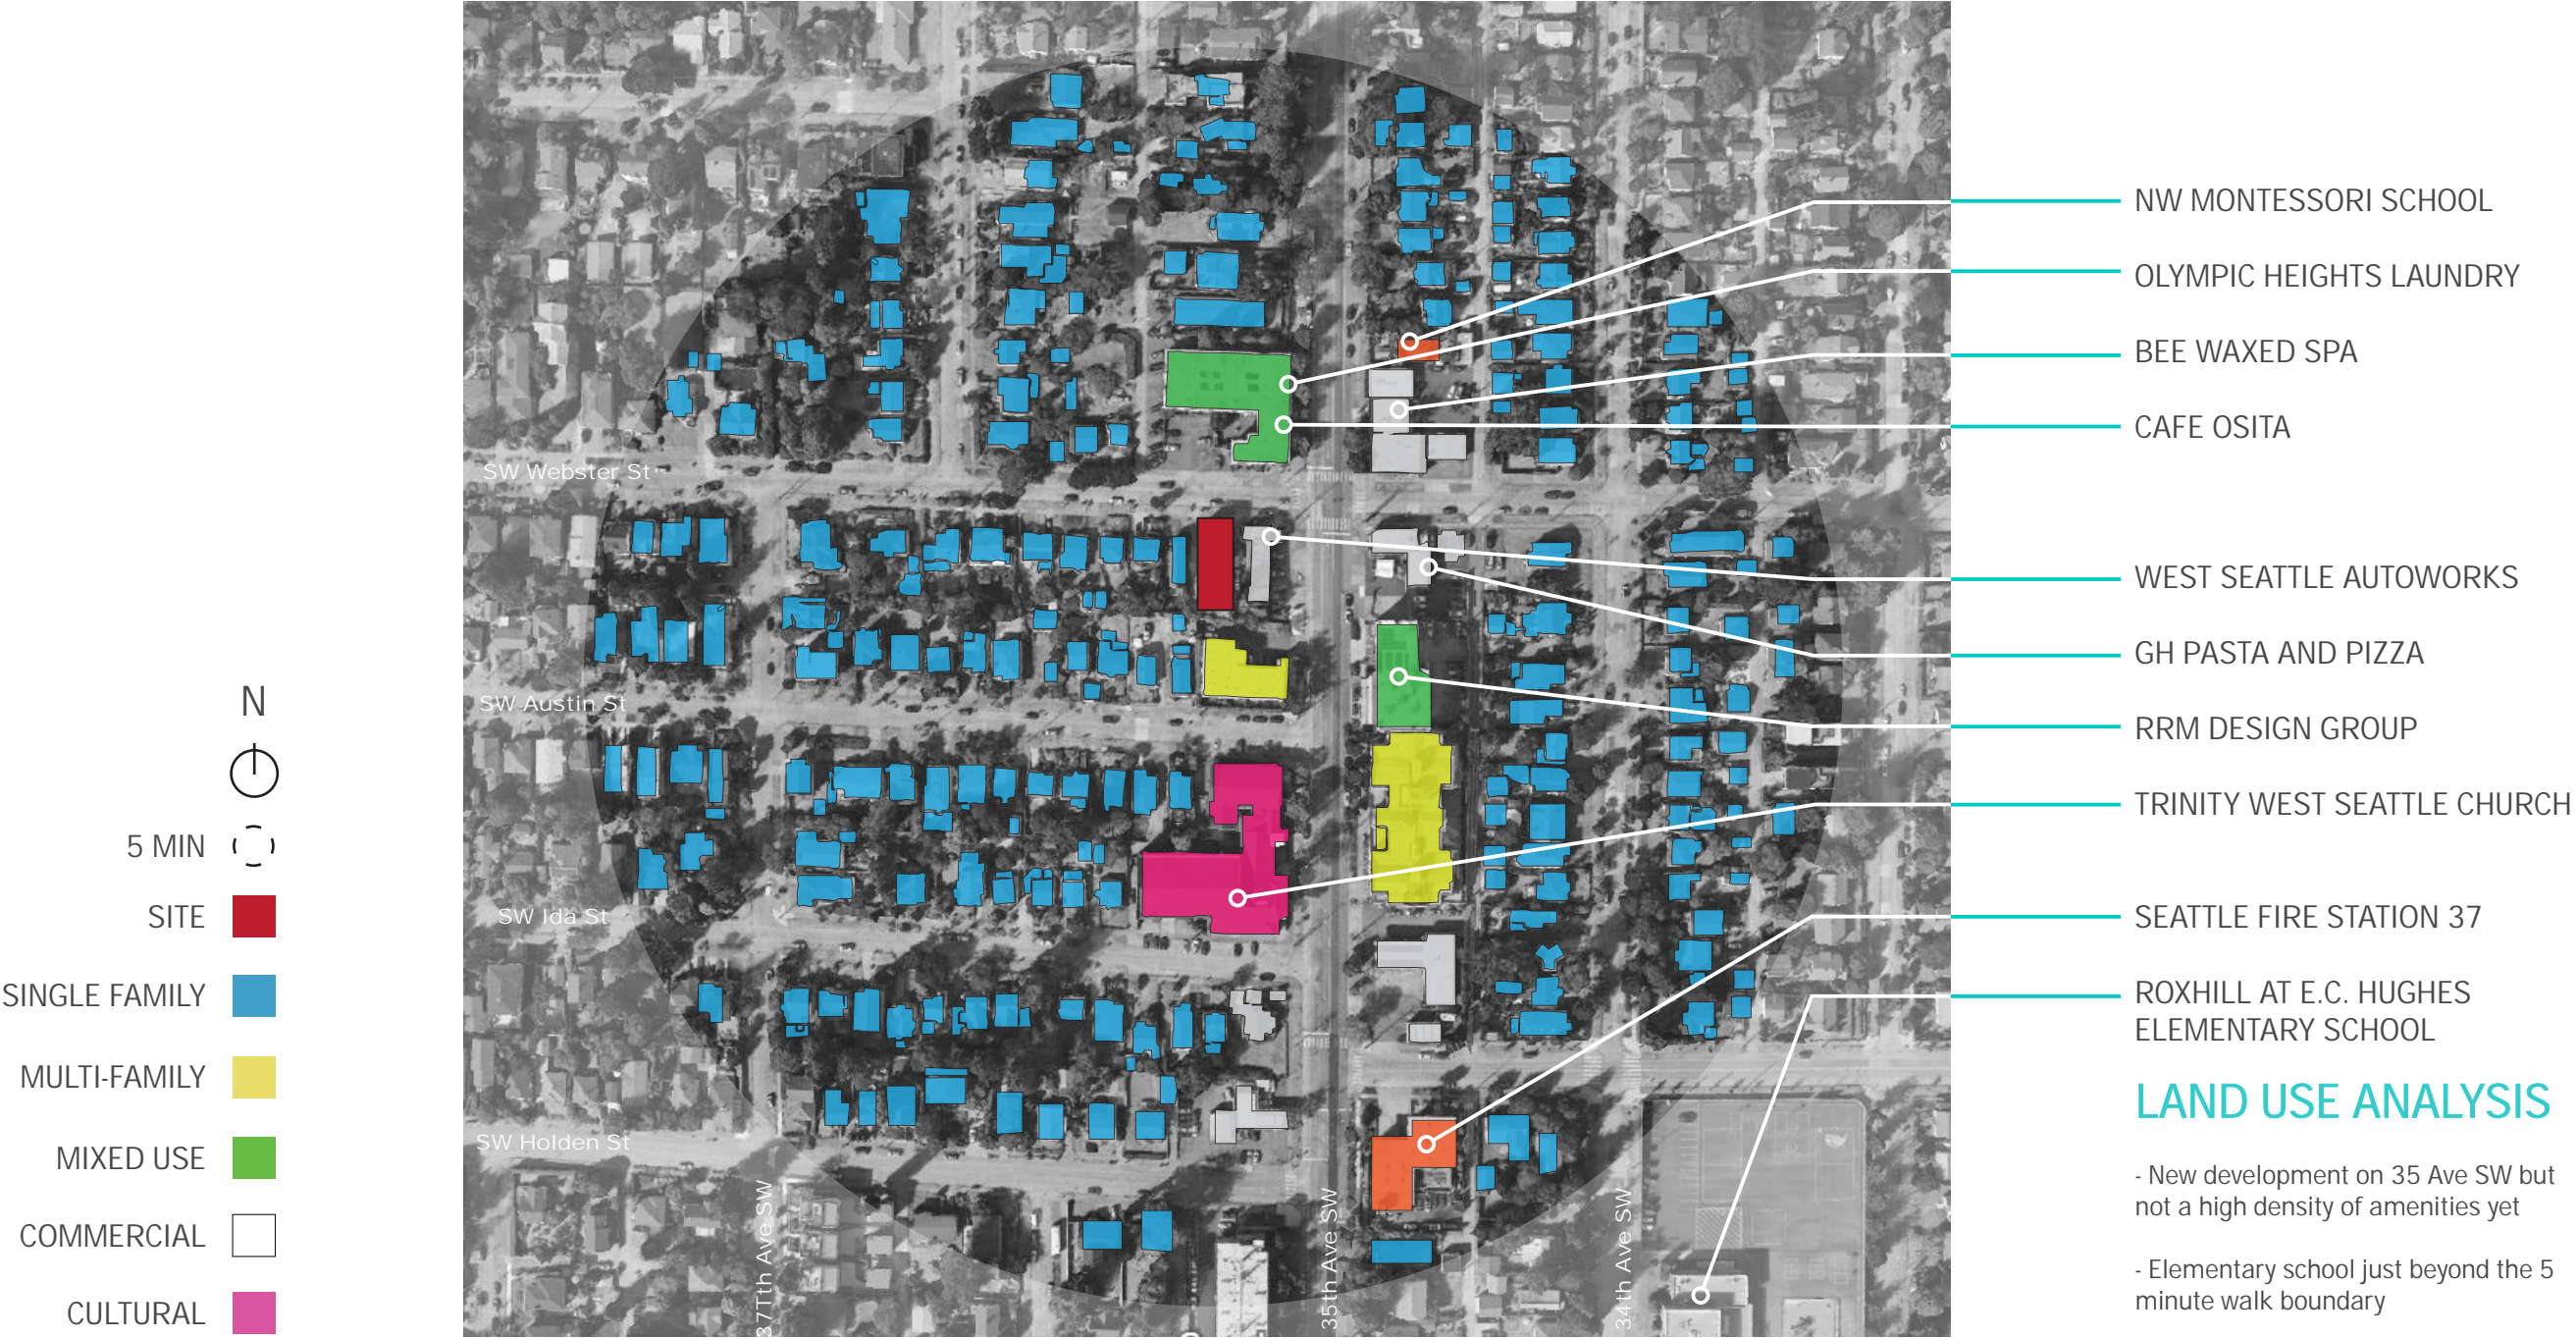 N
5 MIN
SITE
SINGLE FAMILY
MULTI-FAMILY
MIXED USE
COMMERCIAL
CULTURAL
SW Webster St
SW Austin St
SW Ida St
SW Holden St
37Tth Ave SW
35th Ave SW
34th Ave SW
NW MONTESSORI SCHOOL
OLYMPIC HEIGHTS LAUNDRY
BEE WAXED SPA
CAFE OSITA
WEST SEATTLE AUTOWORKS
GH PASTA AND PIZZA
RRM DESIGN GROUP
TRINITY WEST SEATTLE CHURCH
SEATTLE FIRE STATION 37
ROXHILL AT E.C. HUGHES
ELEMENTARY SCHOOL
LAND USE ANALYSIS
- New development on 35 Ave SW but
not a high density of amenities yet
- Elementary school just beyond the 5
minute walk boundary